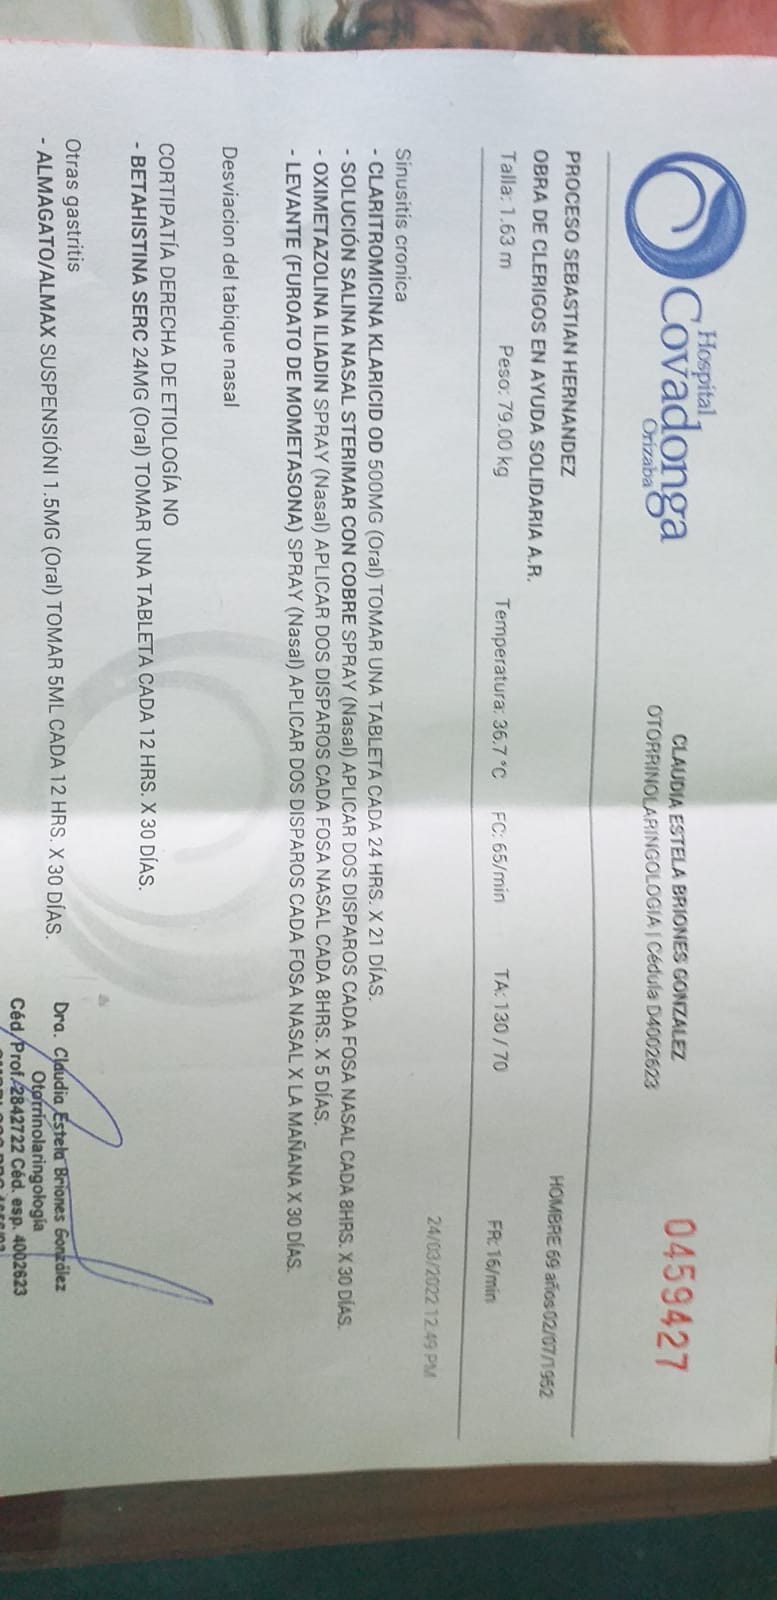 Hospital
Covadonga
Orizaba
CLAUDIA ESTELA BRIONES GONZALEZ
OTORRINOLARINGOLOGIA | Cédula D4002623
0459427
PROCESO SEBASTIAN HERNANDEZ
HOMBRE 69 años 02/07/1952
OBRA DE CLERIGOS EN AYUDA SOLIDARIA A.R.
Talla: 1.63 m Peso: 79.00 kg Temperatura: 36.7 °C FC: 65/min TA: 130 / 70 FR: 16/min
24/03/2022 12:49 PM
Sinusitis cronica
- CLARITROMICINA KLARICID OD 500MG (Oral) TOMAR UNA TABLETA CADA 24 HRS. X 21 DÍAS.
- SOLUCIÓN SALINA NASAL STERIMAR CON COBRE SPRAY (Nasal) APLICAR DOS DISPAROS CADA FOSA NASAL CADA 8HRS. X 30 DÍAS.
- OXIMETAZOLINA ILIADIN SPRAY (Nasal) APLICAR DOS DISPAROS CADA FOSA NASAL CADA 8HRS. X 5 DÍAS.
- LEVANTE (FUROATO DE MOMETASONA) SPRAY (Nasal) APLICAR DOS DISPAROS CADA FOSA NASAL X LA MAÑANA X 30 DÍAS.
Desviacion del tabique nasal
CORTIPATÍA DERECHA DE ETIOLOGÍA NO
- BETAHISTINA SERC 24MG (Oral) TOMAR UNA TABLETA CADA 12 HRS. X 30 DÍAS.
Otras gastritis
- ALMAGATO/ALMAX SUSPENSIÓNI 1.5MG (Oral) TOMAR 5ML CADA 12 HRS. X 30 DÍAS.
Dra. Claudia Estela Briones González
Otorrinolaringología
Céd. Prof. 2842722 Céd. esp. 4002623